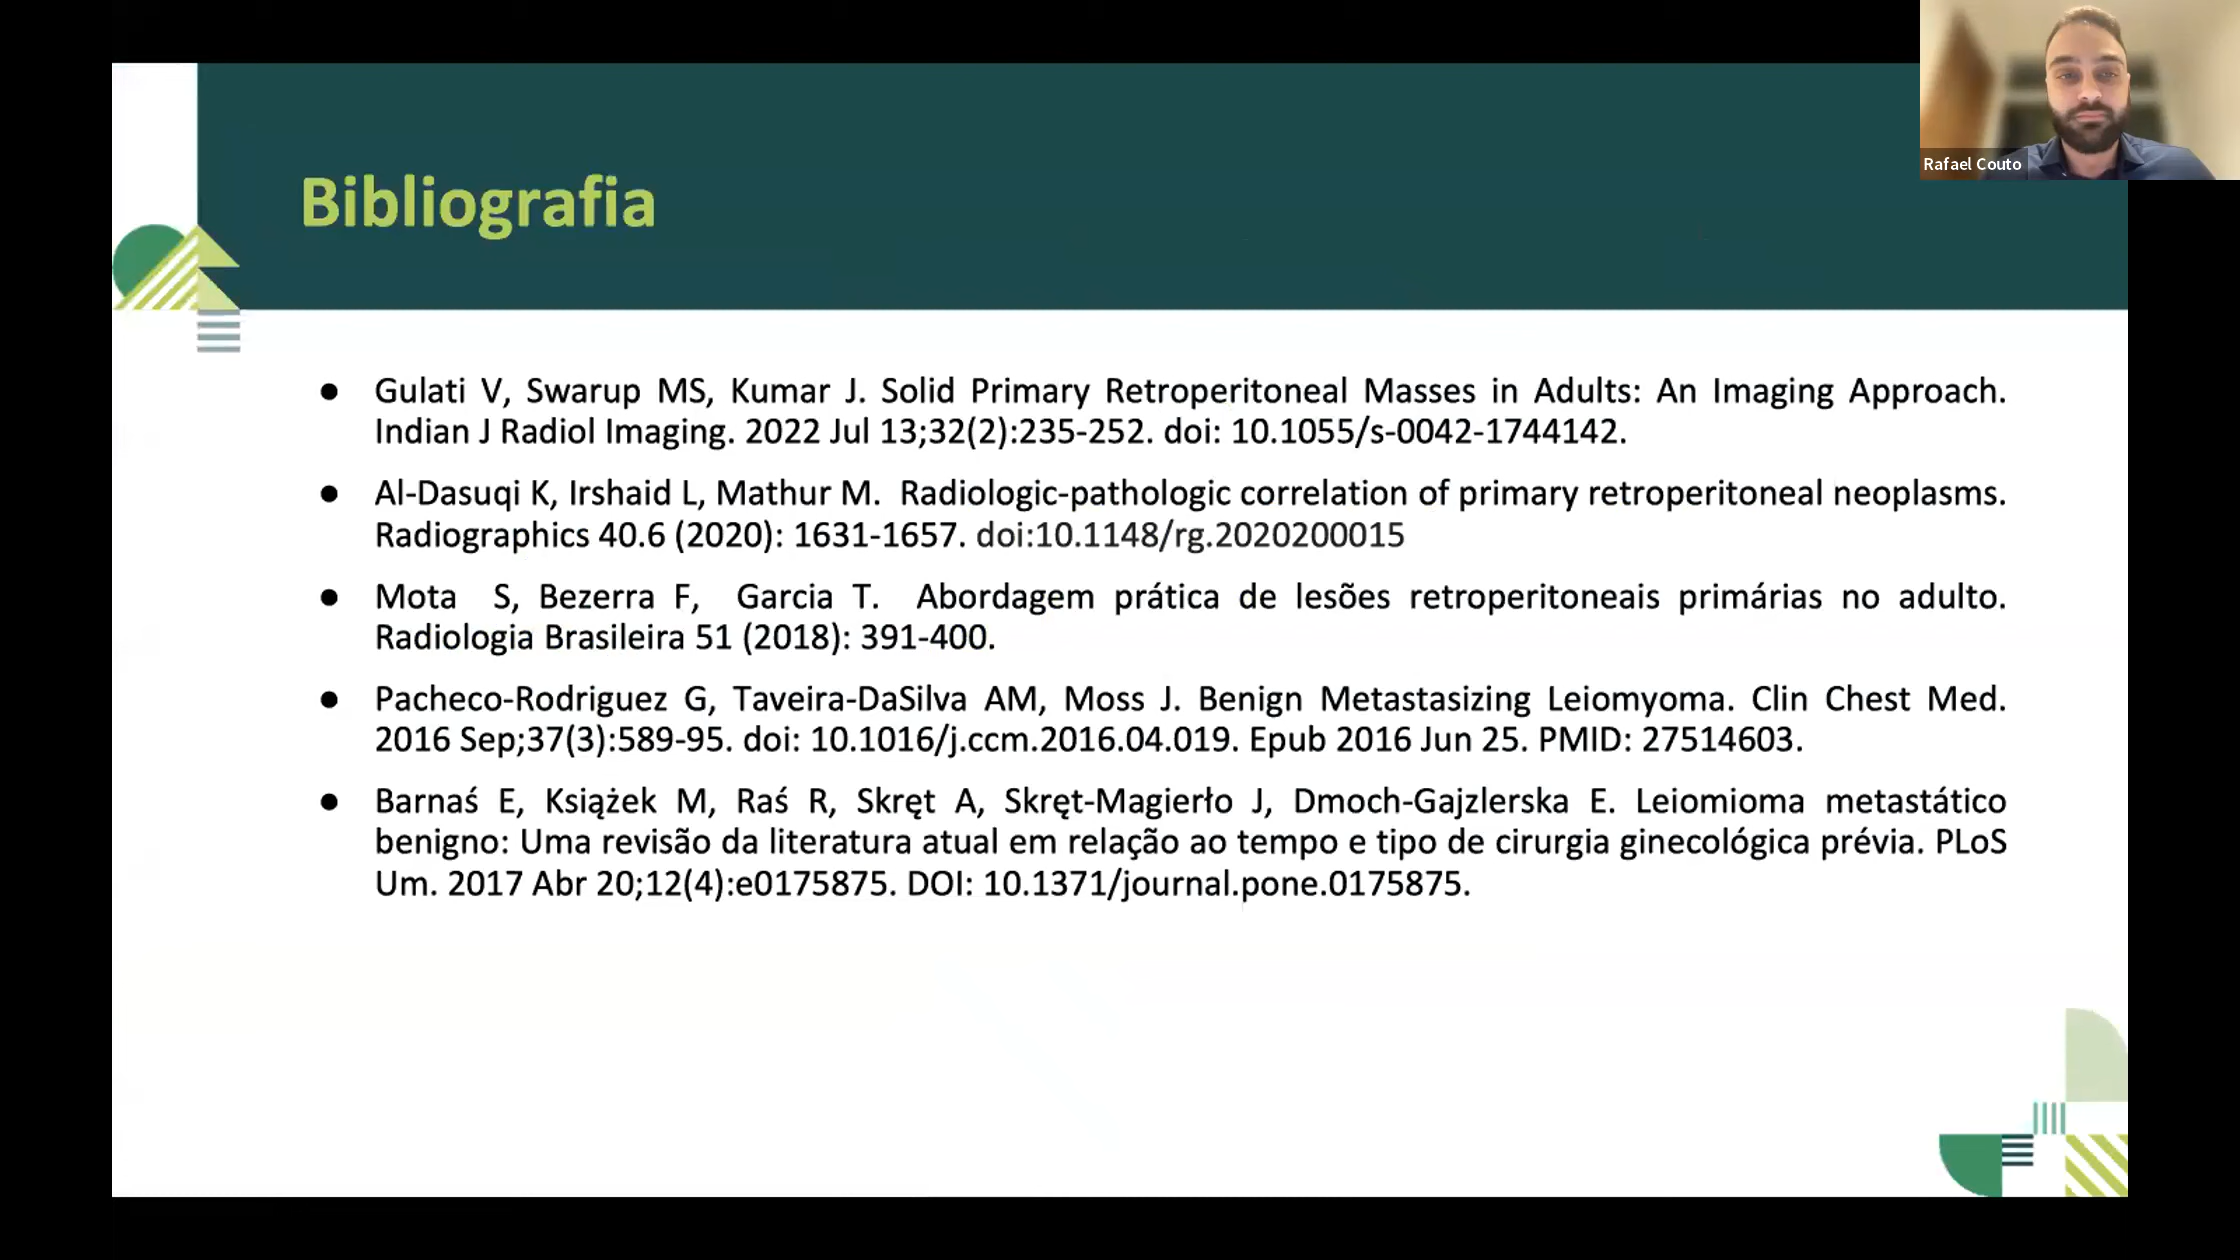 Rafael Couto
Bibliografia
● Gulati V, Swarup MS, Kumar J. Solid Primary Retroperitoneal Masses in Adults: An Imaging Approach.
Indian J Radiol Imaging. 2022 Jul 13;32(2):235-252. doi: 10.1055/s-0042-1744142.
● Al-Dasuqi K, Irshaid L, Mathur M. Radiologic-pathologic correlation of primary retroperitoneal neoplasms.
Radiographics 40.6 (2020): 1631-1657. doi:10.1148/rg.2020200015
● Mota S, Bezerra F, Garcia T. Abordagem prática de lesões retroperitoneais primárias no adulto.
Radiologia Brasileira 51 (2018): 391-400.
● Pacheco-Rodriguez G, Taveira-DaSilva AM, Moss J. Benign Metastasizing Leiomyoma. Clin Chest Med.
2016 Sep;37(3):589-95. doi: 10.1016/j.ccm.2016.04.019. Epub 2016 Jun 25. PMID: 27514603.
● Barnaś E, Książek M, Raś R, Skręt A, Skręt-Magierło J, Dmoch-Gajzlerska E. Leiomioma metastático
benigno: Uma revisão da literatura atual em relação ao tempo e tipo de cirurgia ginecológica prévia. PLoS
Um. 2017 Abr 20;12(4):e0175875. DOI: 10.1371/journal.pone.0175875.